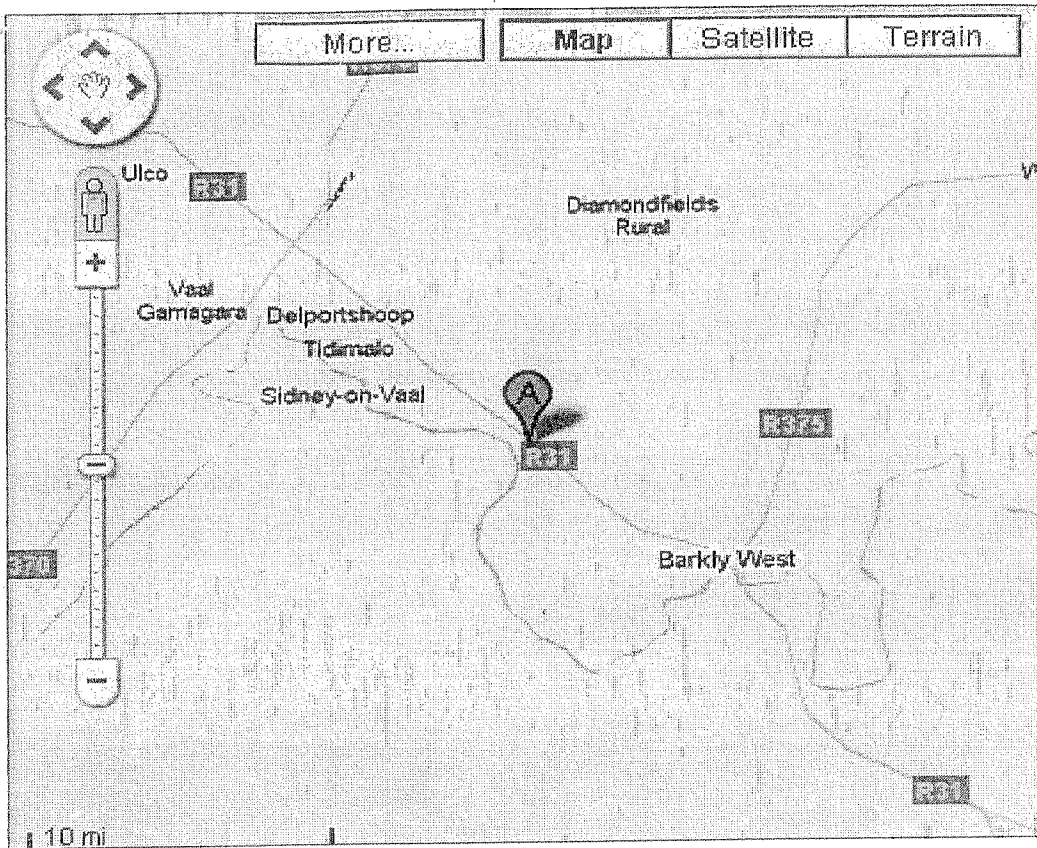 More...
Map
Satellite
Terrain
Ulco
R31
Diamondfields
Rural
Vaal
Gamagara
Delportshoop
Tidimalo
Sidney-on-Vaal
A
R375
R31
Barkly West
R31
10 mi